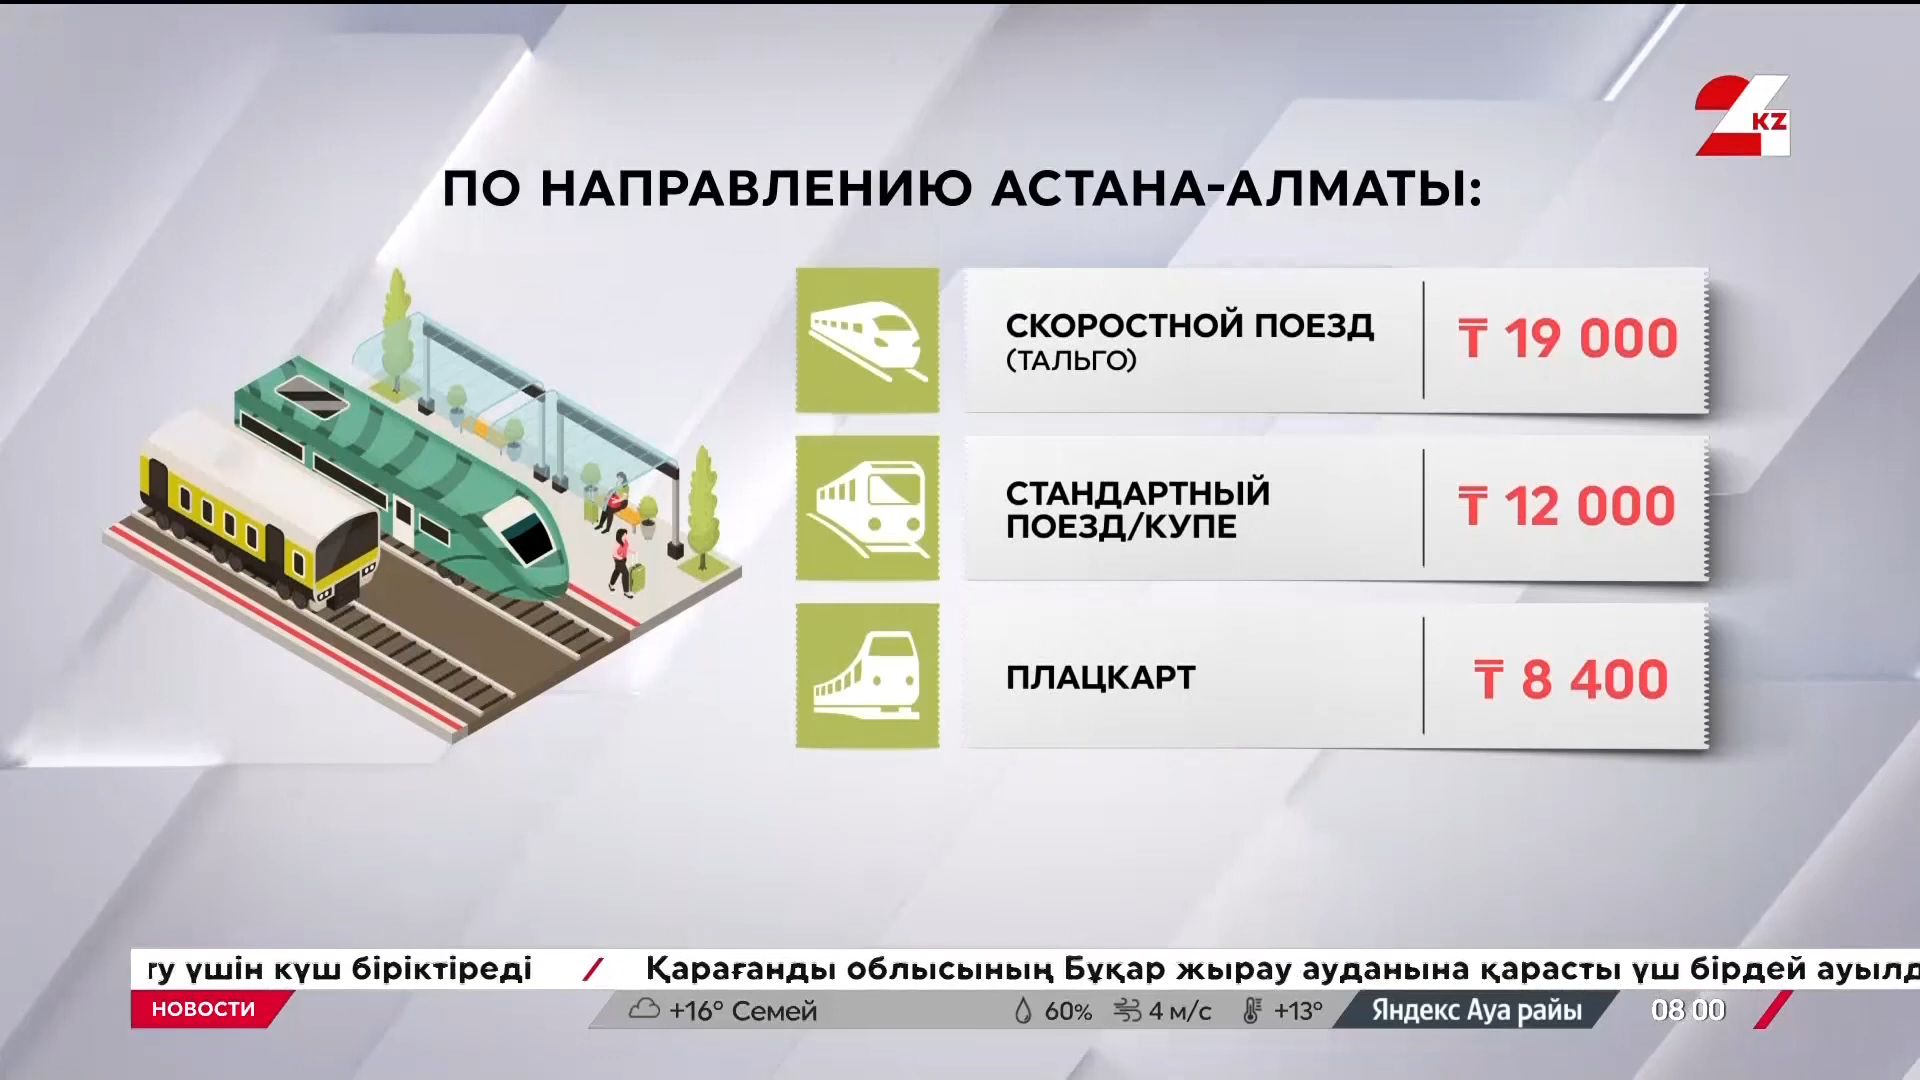 24 KZ
ПО НАПРАВЛЕНИЮ АСТАНА-АЛМАТЫ:
СКОРОСТНОЙ ПОЕЗД
(ТАЛЬГО)
₸ 19 000
СТАНДАРТНЫЙ
ПОЕЗД/КУПЕ
₸ 12 000
ПЛАЦКАРТ
₸ 8 400
үшін күш біріктіреді / Қарағанды облысының Бұқар жырау ауданына қарасты үш бірдей
НОВОСТИ
+16° Семей 60% 4 м/с +13° Яндекс Ауа райы 08 00